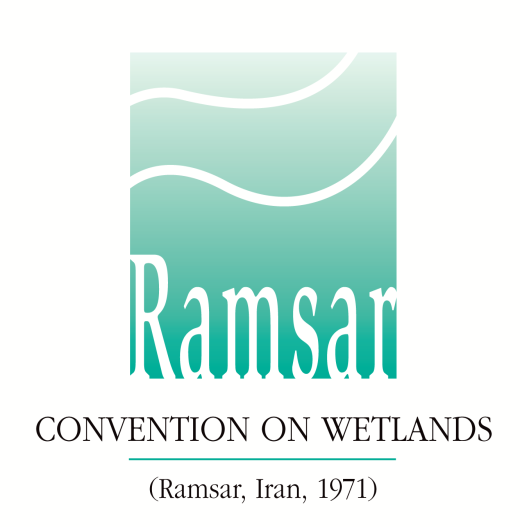 Ramsar
CONVENTION ON WETLANDS
(Ramsar, Iran, 1971)